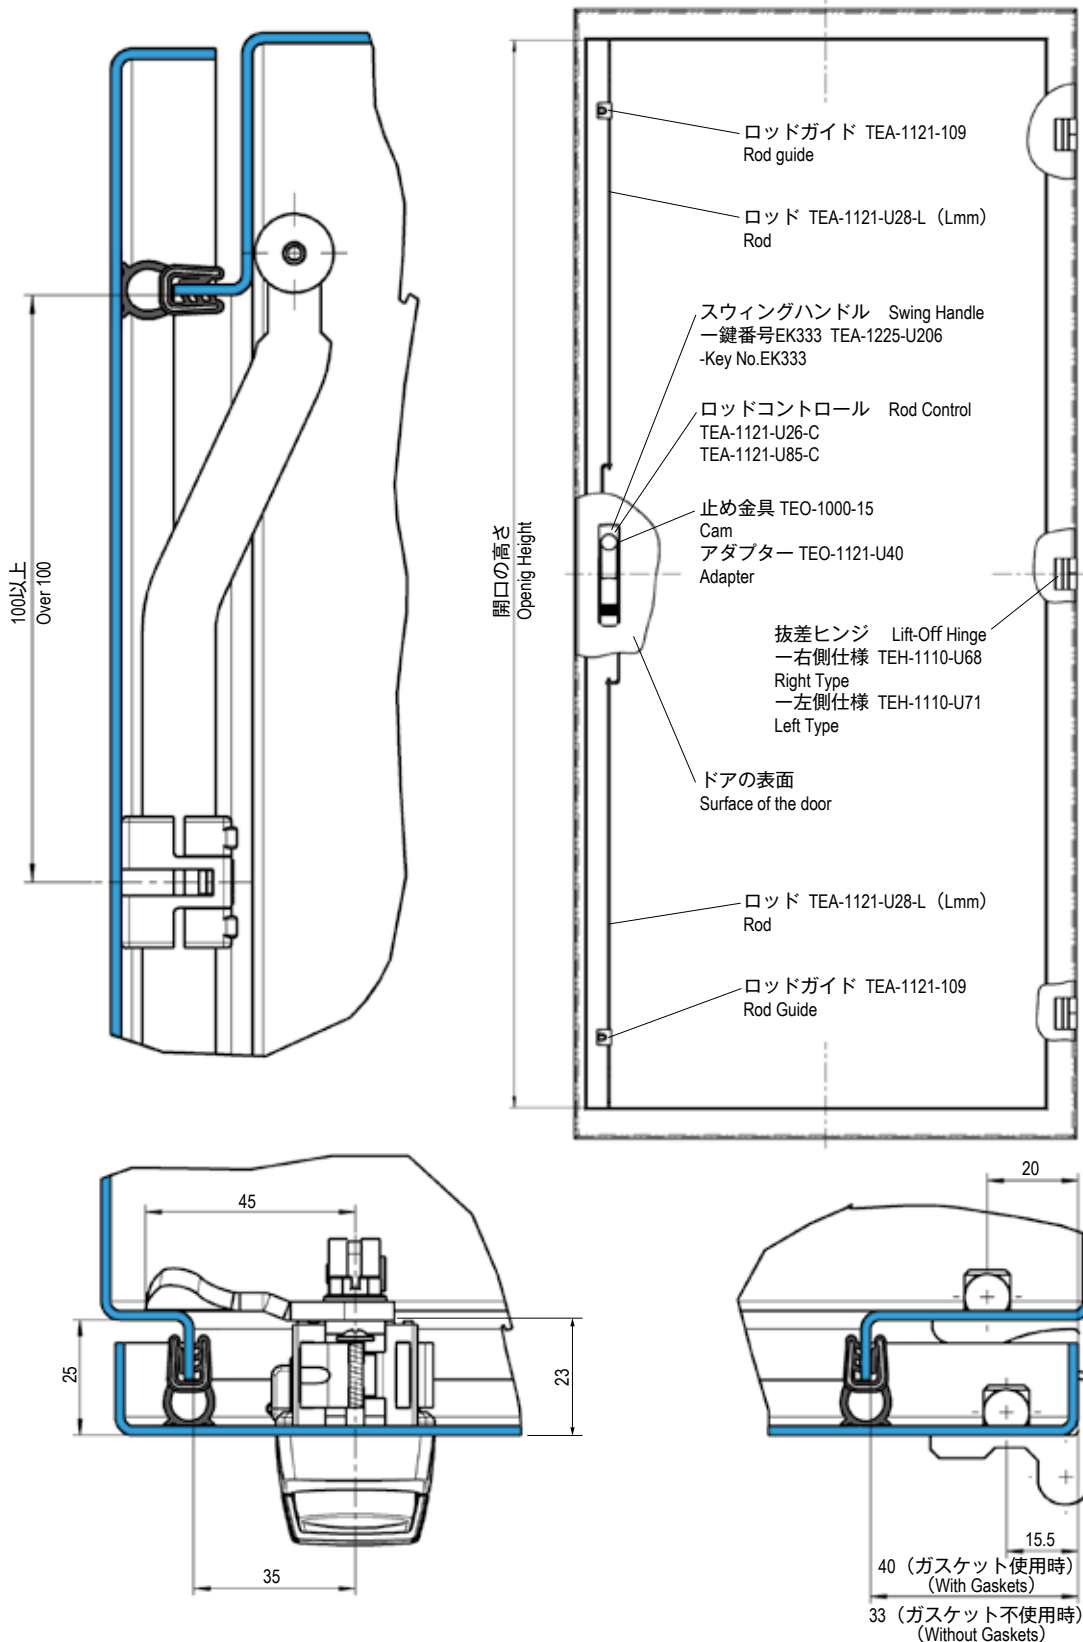 ロッドガイド TEA-1121-109
Rod guide
ロッド TEA-1121-U28-L（Lmm）
Rod
スウィングハンドル Swing Handle
ー鍵番号EK333 TEA-1225-U206
-Key No.EK333
ロッドコントロール Rod Control
TEA-1121-U26-C
TEA-1121-U85-C
止め金具 TEO-1000-15
Cam
アダプター TEO-1121-U40
Adapter
抜差ヒンジ Lift-Off Hinge
ー右側仕様 TEH-1110-U68
Right Type
ー左側仕様 TEH-1110-U71
Left Type
ドアの表面
Surface of the door
ロッド TEA-1121-U28-L（Lmm）
Rod
ロッドガイド TEA-1121-109
Rod Guide
100以上
Over 100
開口の高さ
Openig Height
45
25
23
35
20
15.5
40（ガスケット使用時）
（With Gaskets）
33（ガスケット不使用時）
（Without Gaskets）